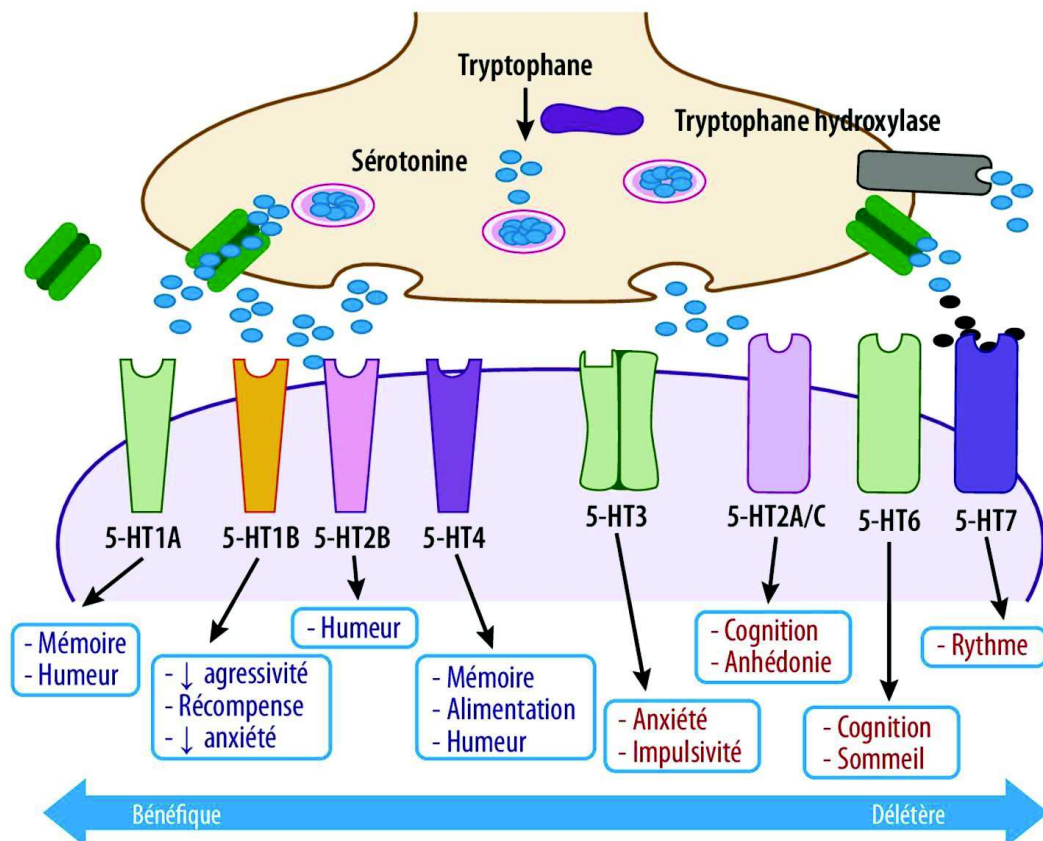 Tryptophane
Tryptophane hydroxylase
Sérotonine
5-HT1A
5-HT1B
5-HT2B
5-HT4
5-HT3
5-HT2A/C
5-HT6
5-HT7
- Mémoire
- Humeur
- ↓ agressivité
- Récompense
- ↓ anxiété
- Humeur
- Mémoire
- Alimentation
- Humeur
- Anxiété
- Impulsivité
- Cognition
- Anhédonie
- Cognition
- Sommeil
- Rythme
Bénéfique
Délétère